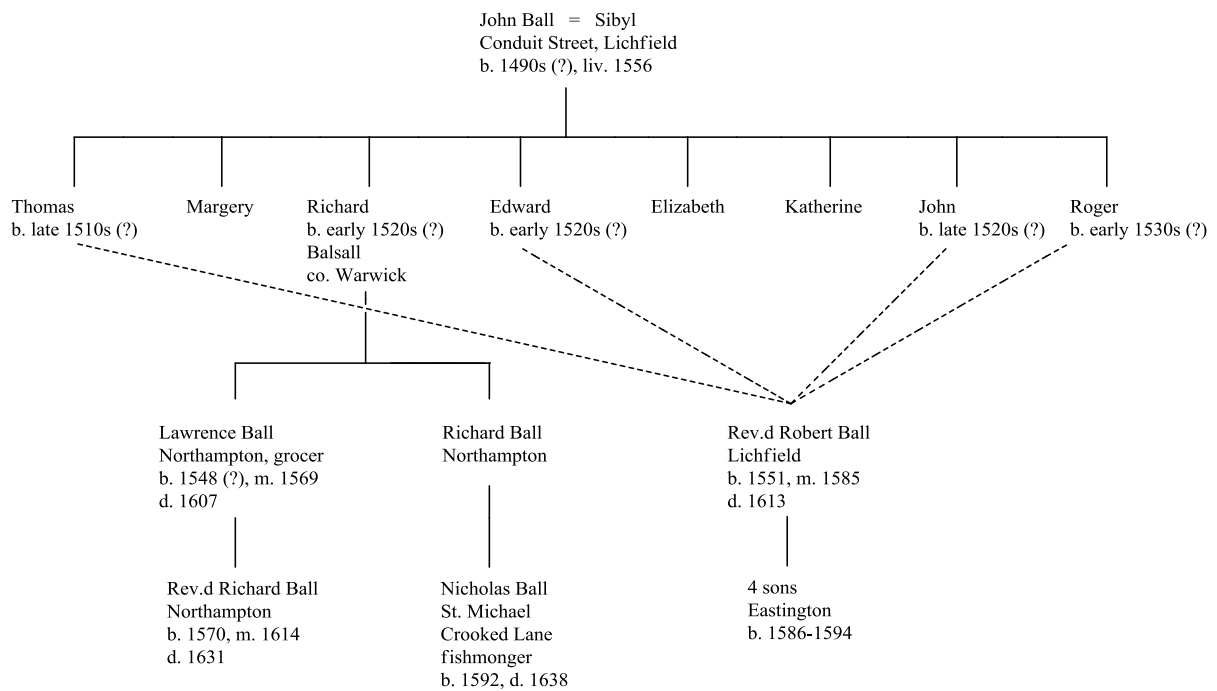 John Ball = Sibyl
Conduit Street, Lichfield
b. 1490s (?), liv. 1556
Thomas
b. late 1510s (?)
Margery
Richard
b. early 1520s (?)
Balsall
co. Warwick
Edward
b. early 1520s (?)
Elizabeth
Katherine
John
b. late 1520s (?)
Roger
b. early 1530s (?)
Lawrence Ball
Northampton, grocer
b. 1548 (?), m. 1569
d. 1607
Richard Ball
Northampton
Rev.d Robert Ball
Lichfield
b. 1551, m. 1585
d. 1613
Rev.d Richard Ball
Northampton
b. 1570, m. 1614
d. 1631
Nicholas Ball
St. Michael
Crooked Lane
fishmonger
b. 1592, d. 1638
4 sons
Eastington
b. 1586-1594